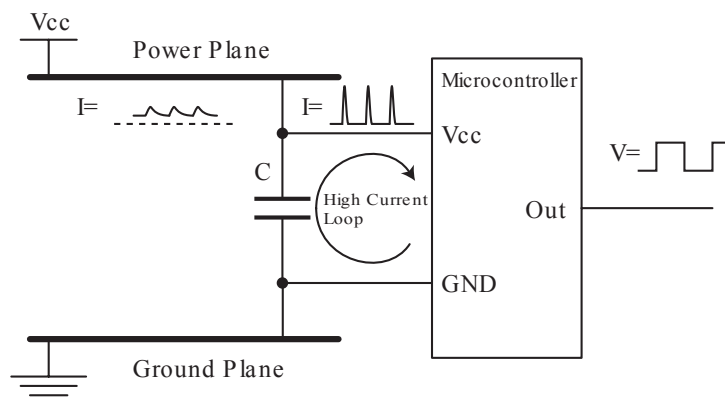 Vcc
Power Plane
I=
I=
Microcontroller
Vcc
V=
C
High Current
Loop
Out
GND
Ground Plane